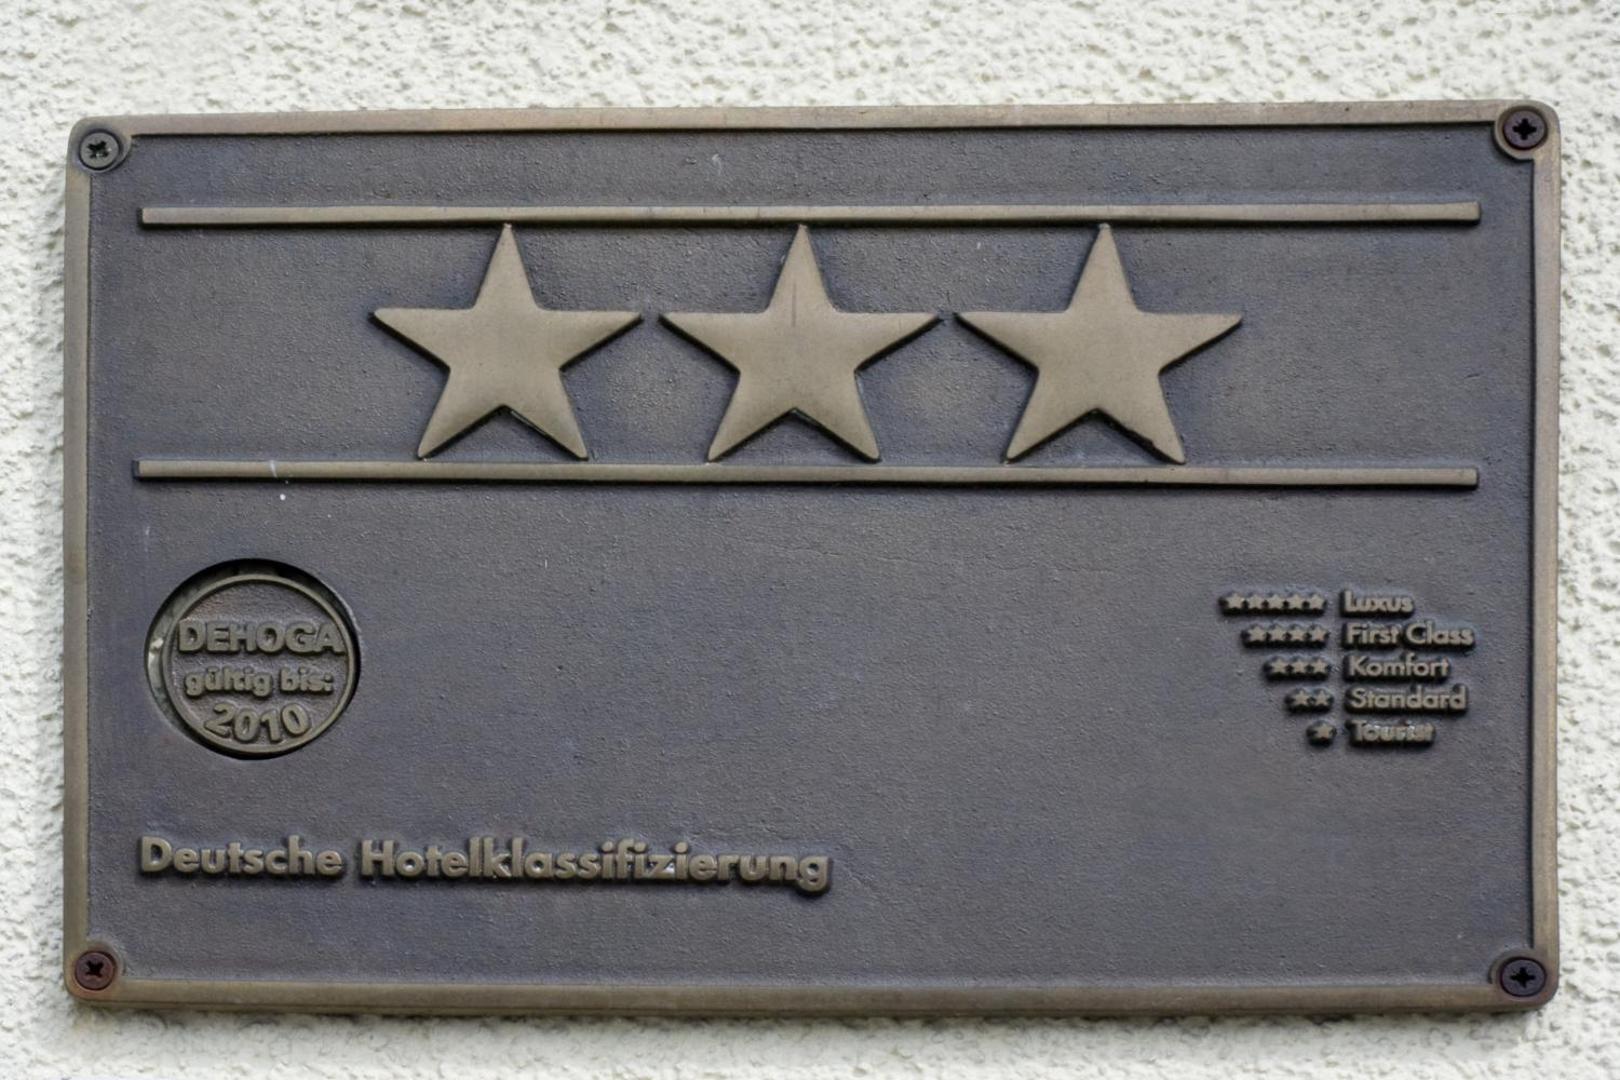 DEHOGA
gültig bis:
2010
Luxus
First Class
Komfort
Standard
Tourist
Deutsche Hotelklassifizierung